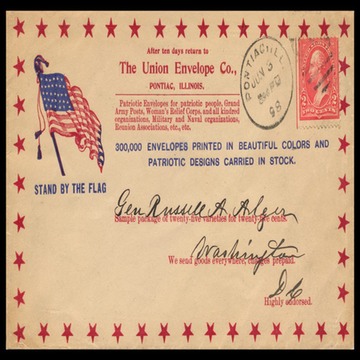 After ten days return to
The Union Envelope Co.,
PONTIAC, ILLINOIS.
Patriotic Envelopes for patriotic people, Grand
Army Posts, Woman's Relief Corps, and all kindred
organizations, Military and Naval organizations,
Reunion Associations, etc., etc.
PONTIAC, ILL.
98
2 2
300,000 ENVELOPES PRINTED IN BEAUTIFUL COLORS AND
PATRIOTIC DESIGNS CARRIED IN STOCK.
STAND BY THE FLAG
Gen Russell A. Alger
Sample package of twenty-five varieties for twenty-five cents.
Washington
We send goods everywhere, charges prepaid.
D.C.
Highly endorsed.